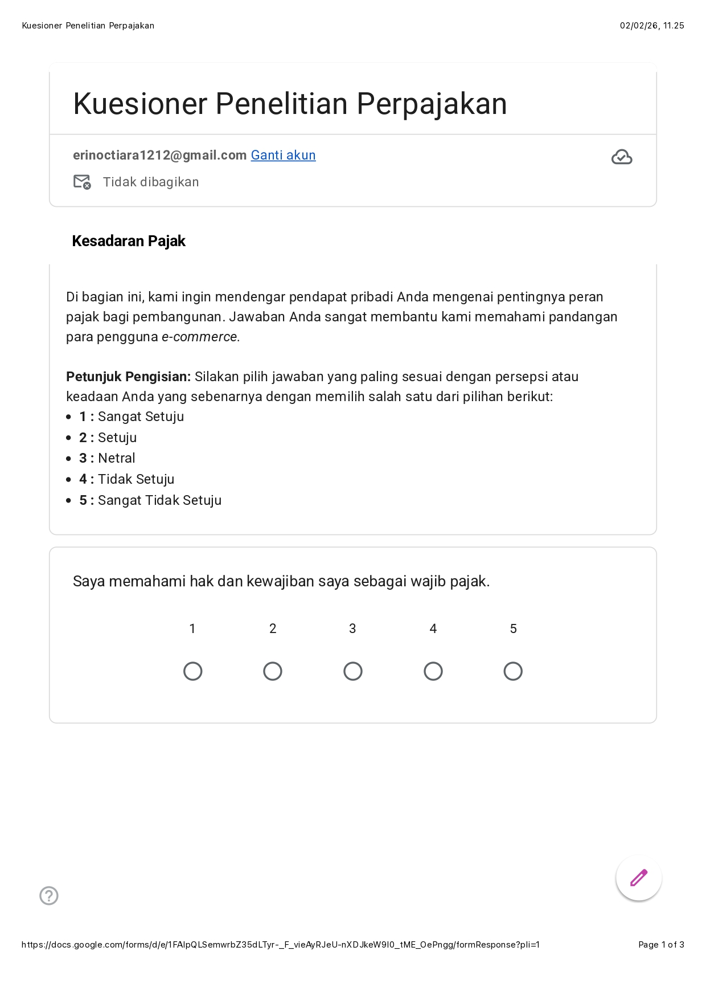 Kuesioner Penelitian Perpajakan
02/02/26, 11.25
Kuesioner Penelitian Perpajakan
erinoctiara1212@gmail.com Ganti akun
Tidak dibagikan
Kesadaran Pajak
Di bagian ini, kami ingin mendengar pendapat pribadi Anda mengenai pentingnya peran
pajak bagi pembangunan. Jawaban Anda sangat membantu kami memahami pandangan
para pengguna e-commerce.
Petunjuk Pengisian: Silakan pilih jawaban yang paling sesuai dengan persepsi atau
keadaan Anda yang sebenarnya dengan memilih salah satu dari pilihan berikut:
• 1 : Sangat Setuju
• 2 : Setuju
• 3 : Netral
• 4 : Tidak Setuju
• 5 : Sangat Tidak Setuju
Saya memahami hak dan kewajiban saya sebagai wajib pajak.
1 2 3 4 5
https://docs.google.com/forms/d/e/1FAIpQLSemwrbZ35dLTyr-_F_vieAyRJeU-nXDJkeW9I0_tME_OePngg/formResponse?pli=1
Page 1 of 3